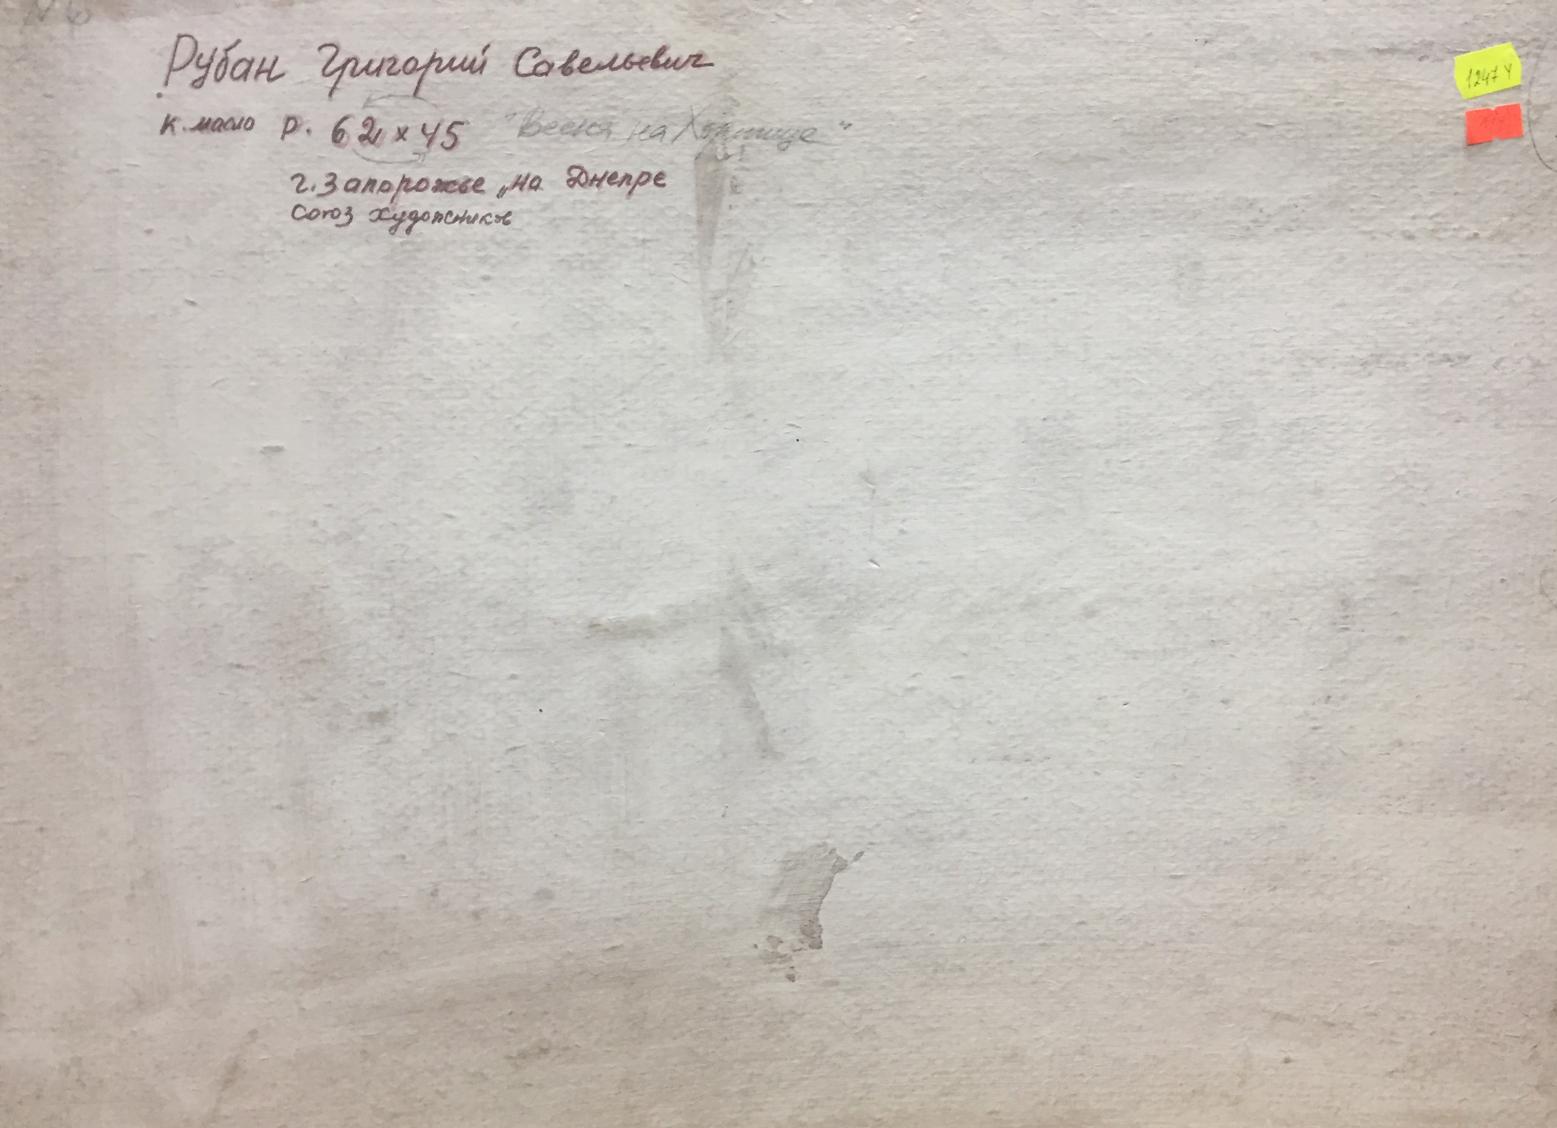 Рубан Григорий Савельевич
к. масло р. 62 х 45 "Весна на Хортице"
г. Запорожье „на Днепре
союз художников
1247 Y